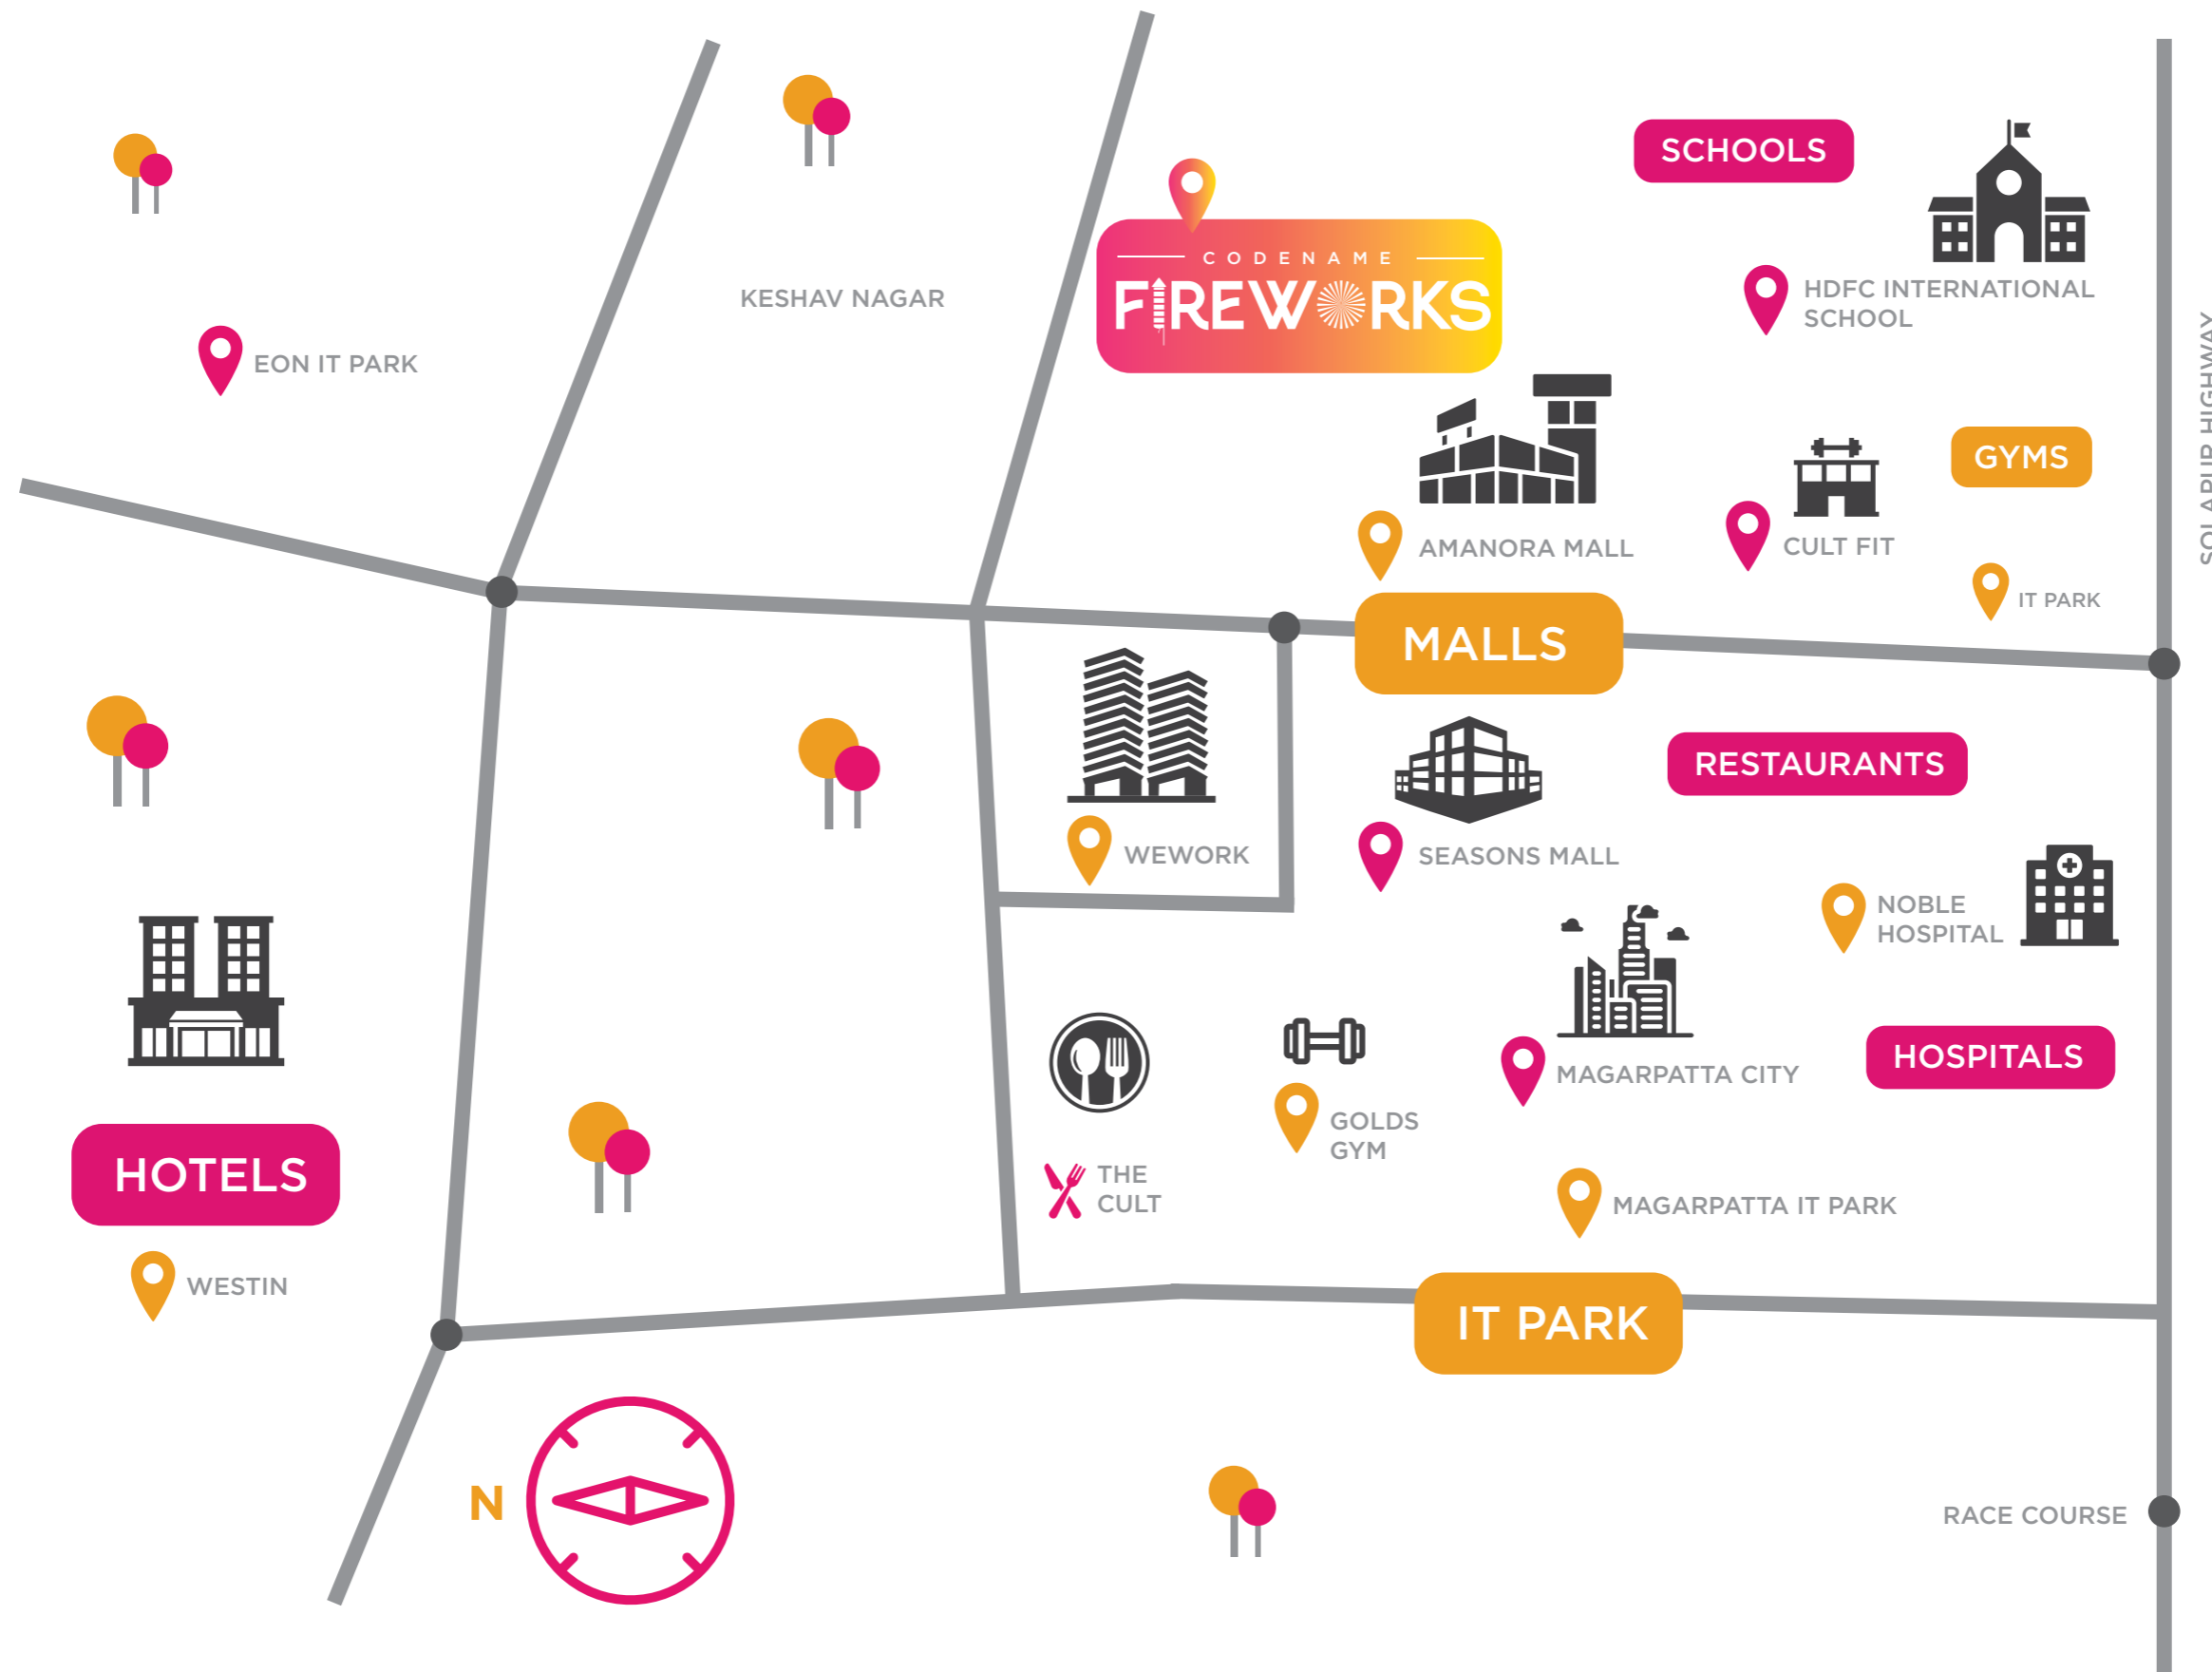 SCHOOLS
CODENAME
FIREWORKS
HDFC INTERNATIONAL
SCHOOL
KESHAV NAGAR
EON IT PARK
SOLAPUR HIGHWAY
GYMS
AMANORA MALL
CULT FIT
IT PARK
MALLS
RESTAURANTS
WEWORK
SEASONS MALL
NOBLE
HOSPITAL
MAGARPATTA CITY
HOSPITALS
GOLDS
GYM
HOTELS
THE
CULT
MAGARPATTA IT PARK
WESTIN
IT PARK
N
RACE COURSE